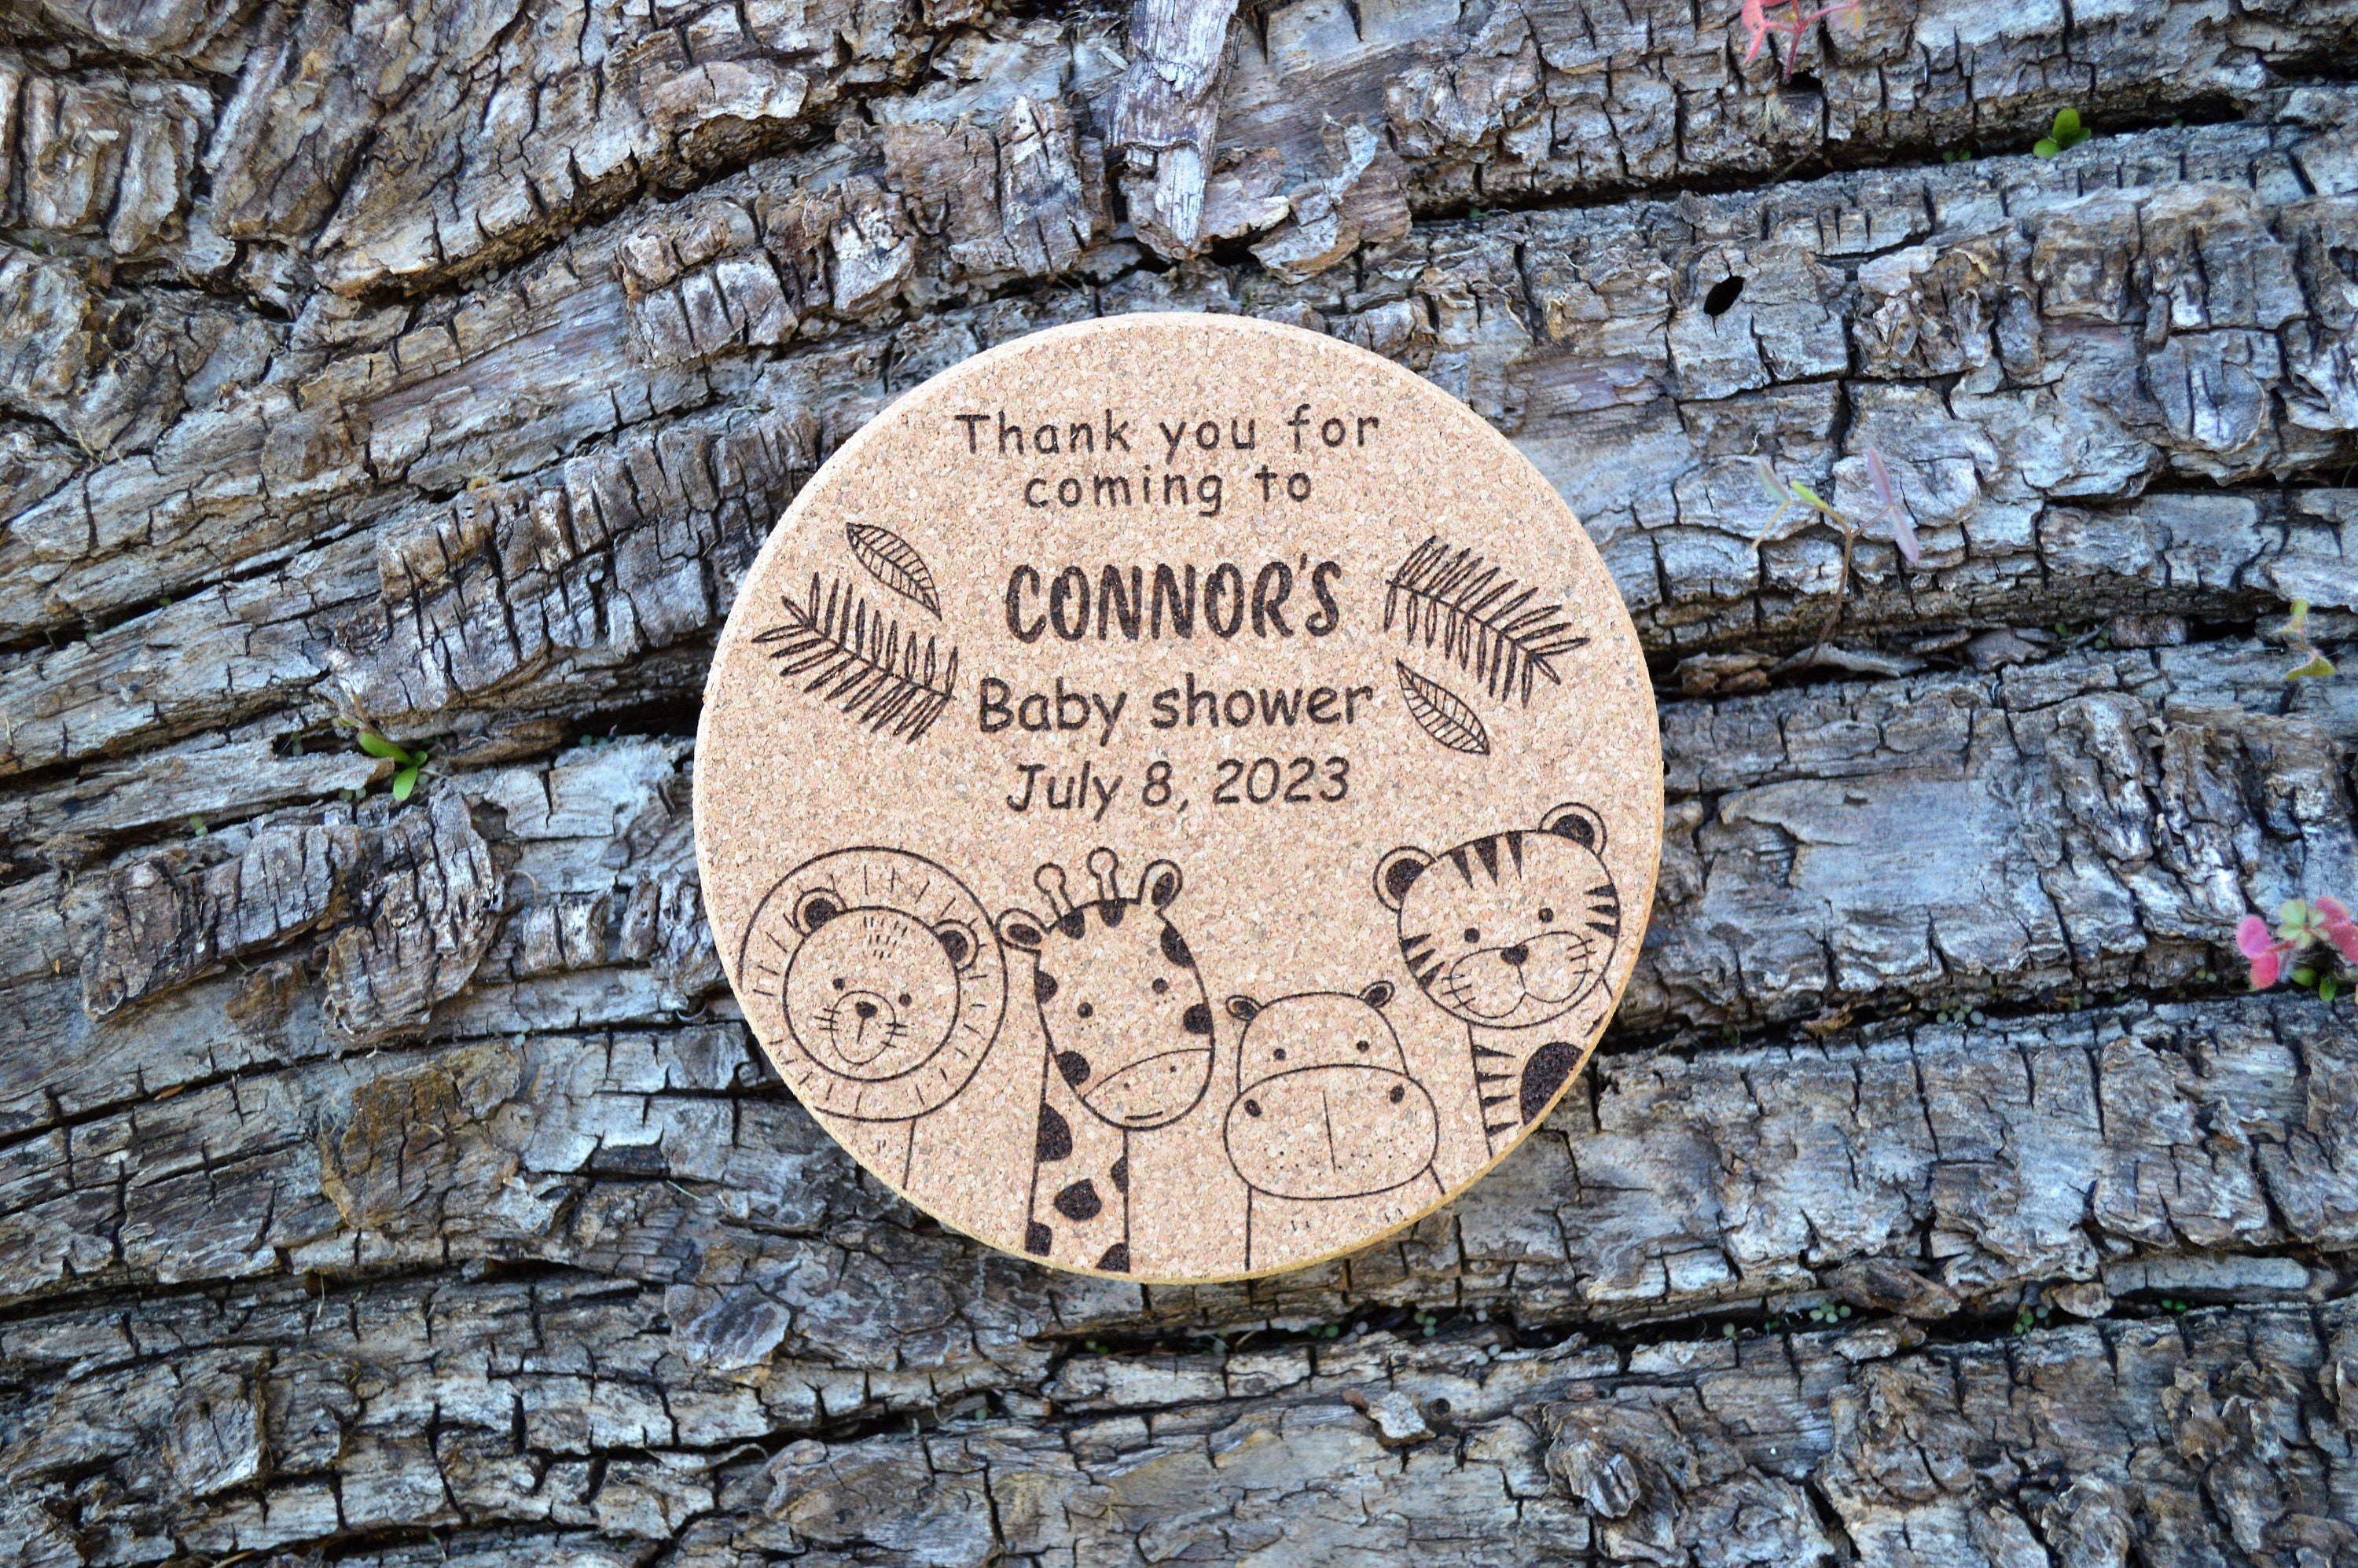 Thank you for
coming to
CONNOR'S
Baby shower
July 8, 2023